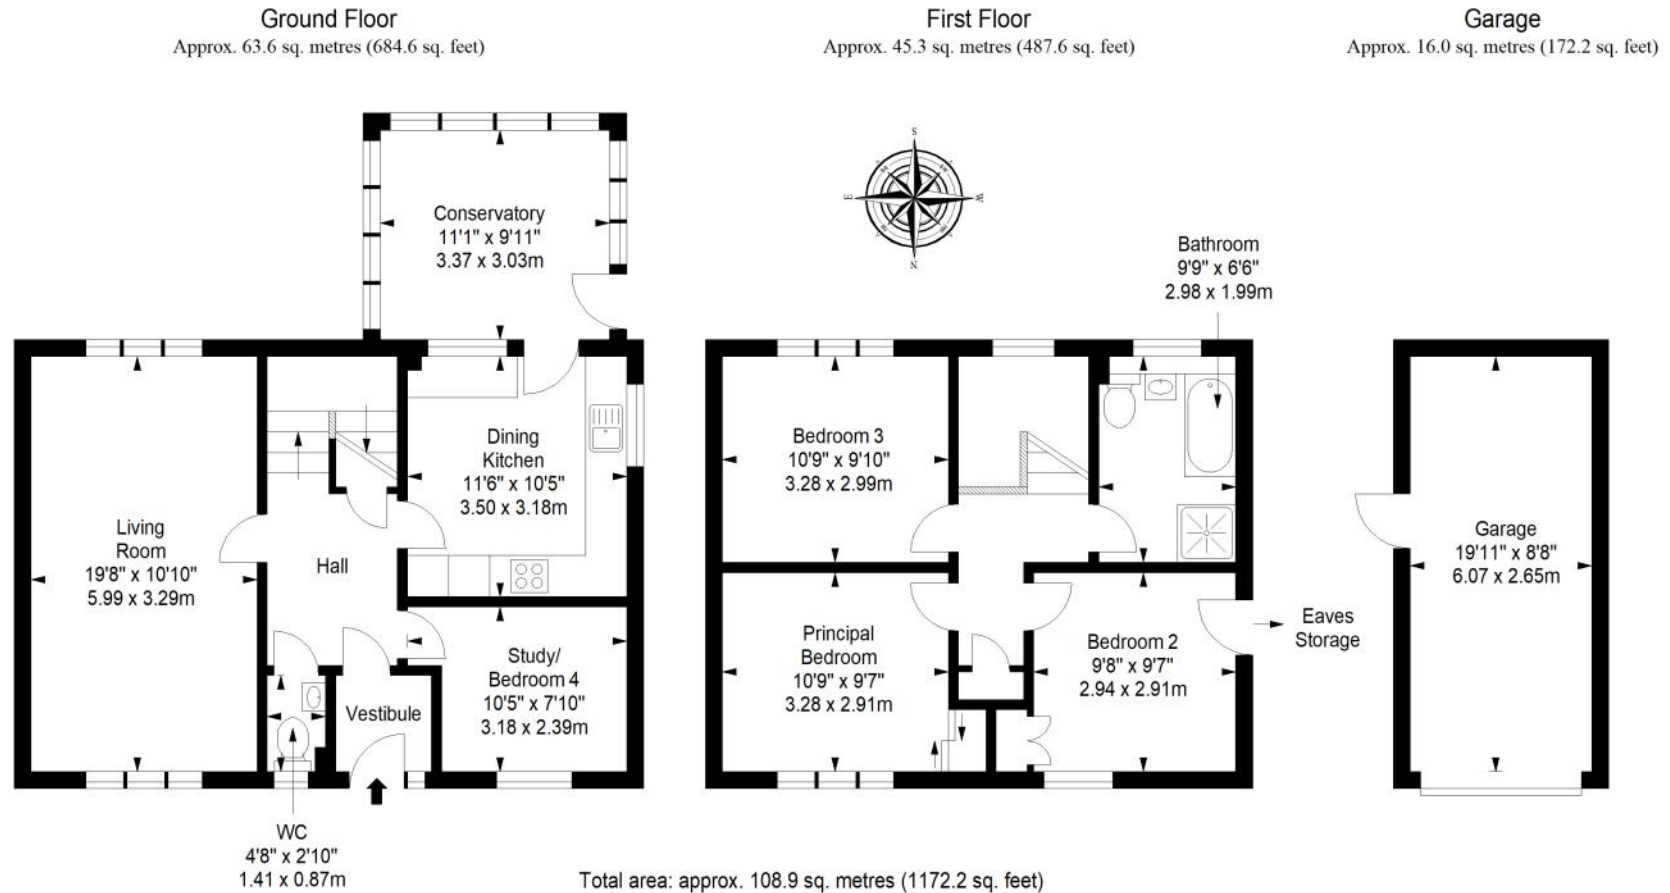 Ground Floor
Approx. 63.6 sq. metres (684.6 sq. feet)
First Floor
Approx. 45.3 sq. metres (487.6 sq. feet)
Garage
Approx. 16.0 sq. metres (172.2 sq. feet)
S
E
W
N
Conservatory
11'1" x 9'11"
3.37 x 3.03m
Bathroom
9'9" x 6'6"
2.98 x 1.99m
Living
Room
19'8" x 10'10"
5.99 x 3.29m
Hall
Dining
Kitchen
11'6" x 10'5"
3.50 x 3.18m
Study/
Bedroom 4
10'5" x 7'10"
3.18 x 2.39m
Vestibule
WC
4'8" x 2'10"
1.41 x 0.87m
Bedroom 3
10'9" x 9'10"
3.28 x 2.99m
Principal
Bedroom
10'9" x 9'7"
3.28 x 2.91m
Bedroom 2
9'8" x 9'7"
2.94 x 2.91m
Eaves
Storage
Garage
19'11" x 8'8"
6.07 x 2.65m
Total area: approx. 108.9 sq. metres (1172.2 sq. feet)